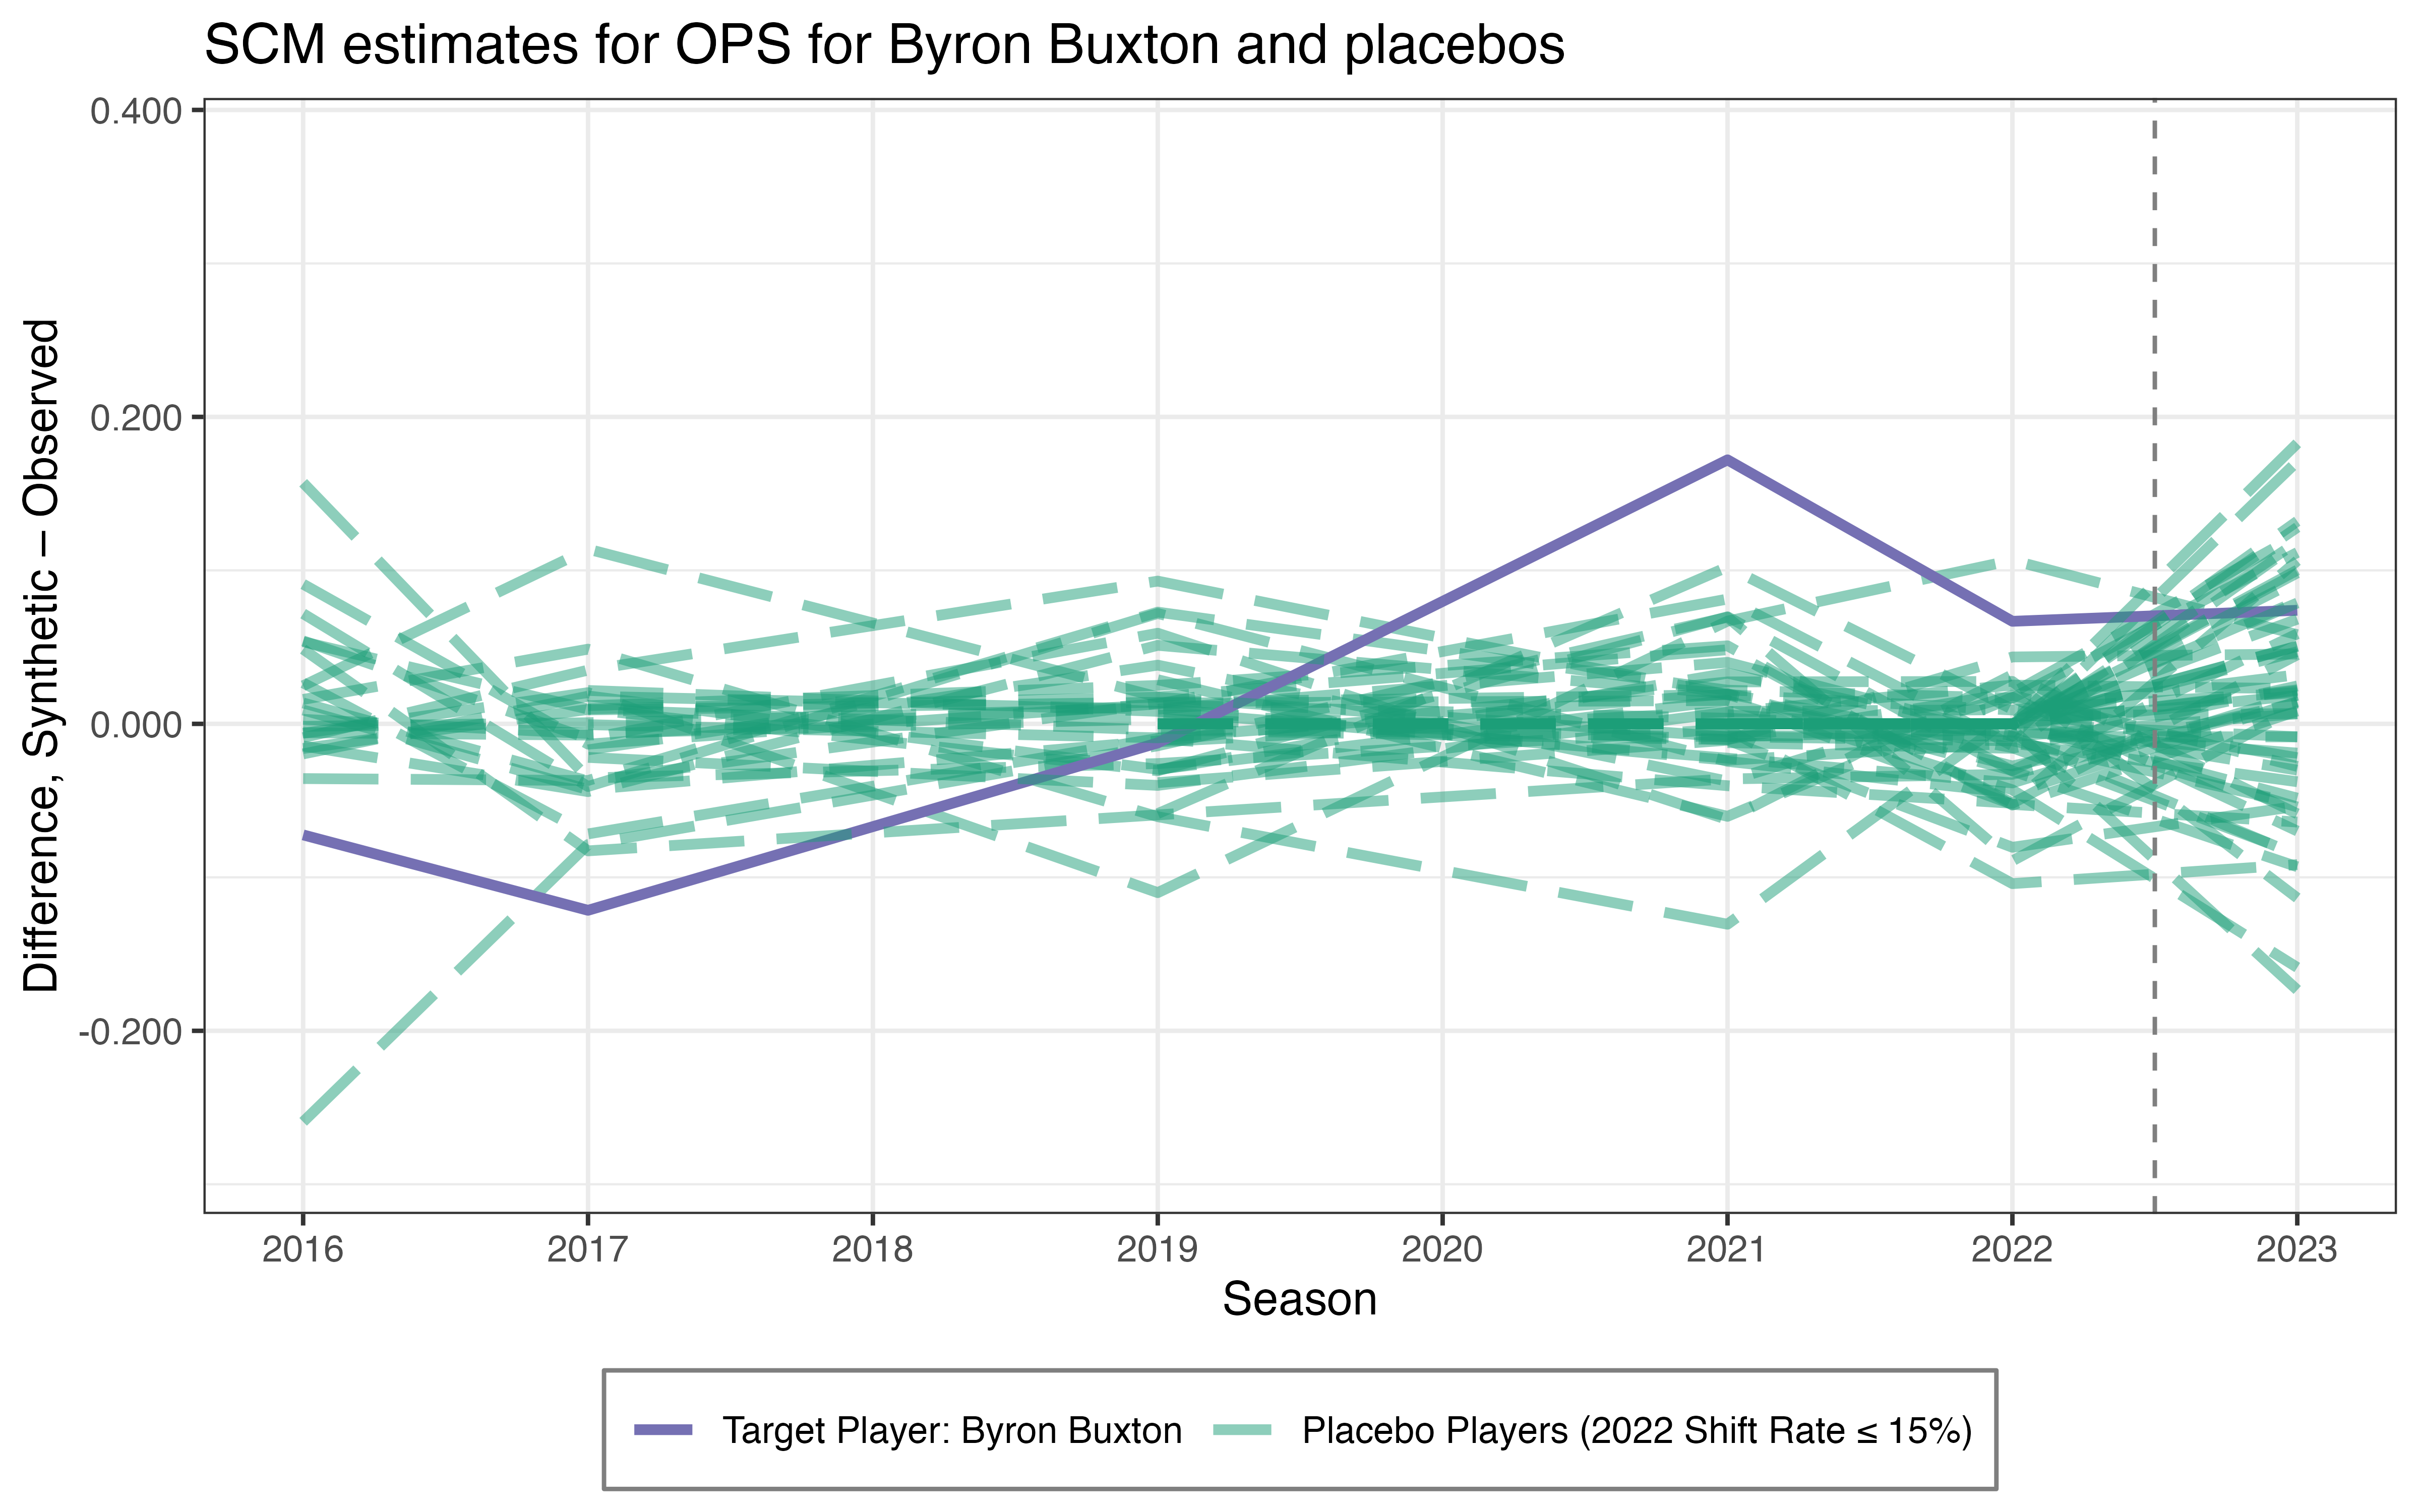 SCM estimates for OPS for Byron Buxton and placebos
Difference, Synthetic − Observed
0.400
0.200
0.000
-0.200
2016 2017 2018 2019 2020 2021 2022 2023
Season
Target Player: Byron Buxton Placebo Players (2022 Shift Rate ≤ 15%)